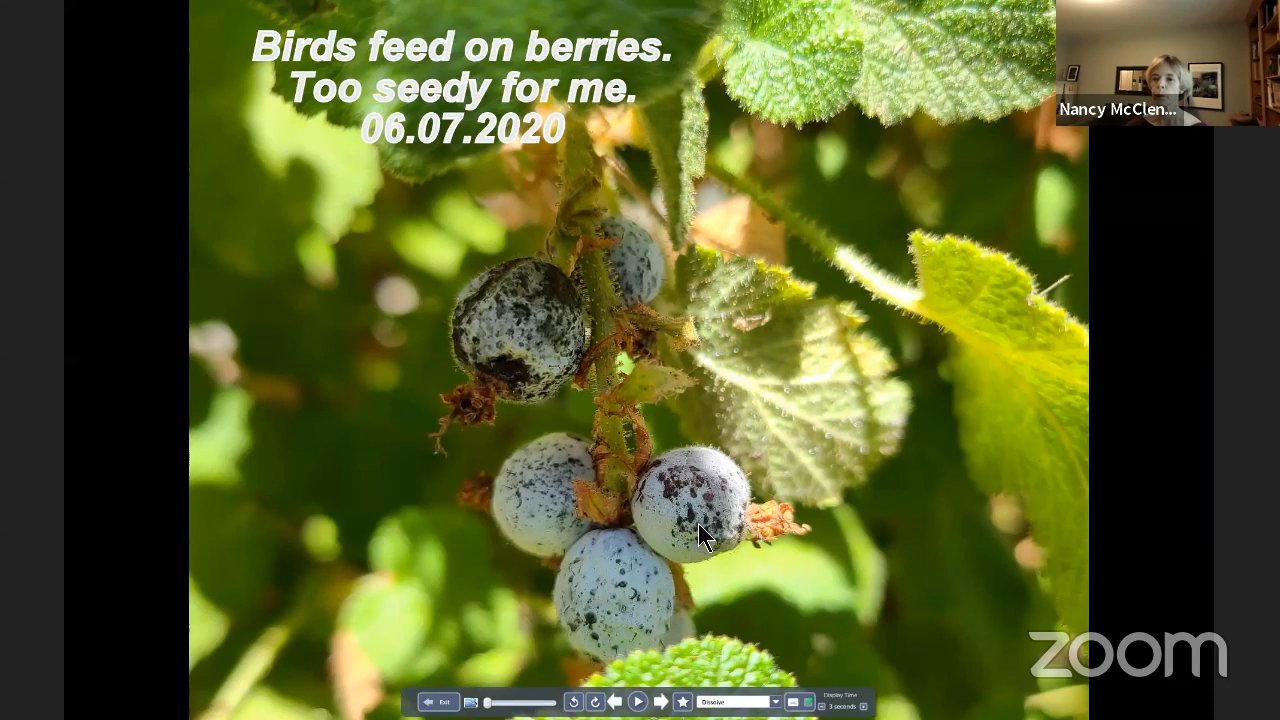 Birds feed on berries.
Too seedy for me.
06.07.2020
Nancy McClen...
zoom
Exit
Dissolve
Display Time
3 seconds